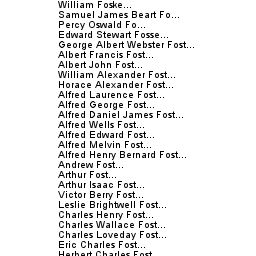 William Foske...
Samuel James Beart Fo...
Percy Oswald Fo...
Edward Stewart Fosse...
George Albert Webster Fost...
Albert Francis Fost...
Albert John Fost...
William Alexander Fost...
Horace Alexander Fost...
Alfred Laurence Fost...
Alfred George Fost...
Alfred Daniel James Fost...
Alfred Wells Fost...
Alfred Edward Fost...
Alfred Melvin Fost...
Alfred Henry Bernard Fost...
Andrew Fost...
Arthur Fost...
Arthur Isaac Fost...
Victor Berry Fost...
Leslie Brightwell Fost...
Charles Henry Fost...
Charles Wallace Fost...
Charles Loveday Fost...
Eric Charles Fost...
Herbert Charles Fost